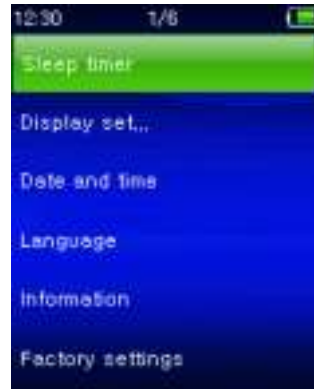 12:30 1/6
Sleep timer
Display set...
Date and time
Language
Information
Factory settings